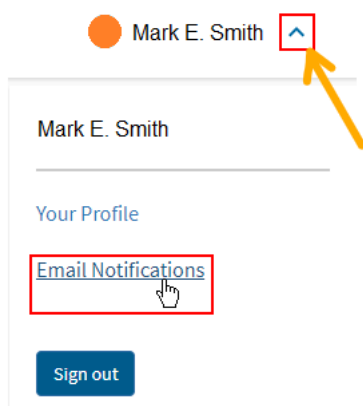 Mark E. Smith
Mark E. Smith
Your Profile
Email Notifications
Sign out